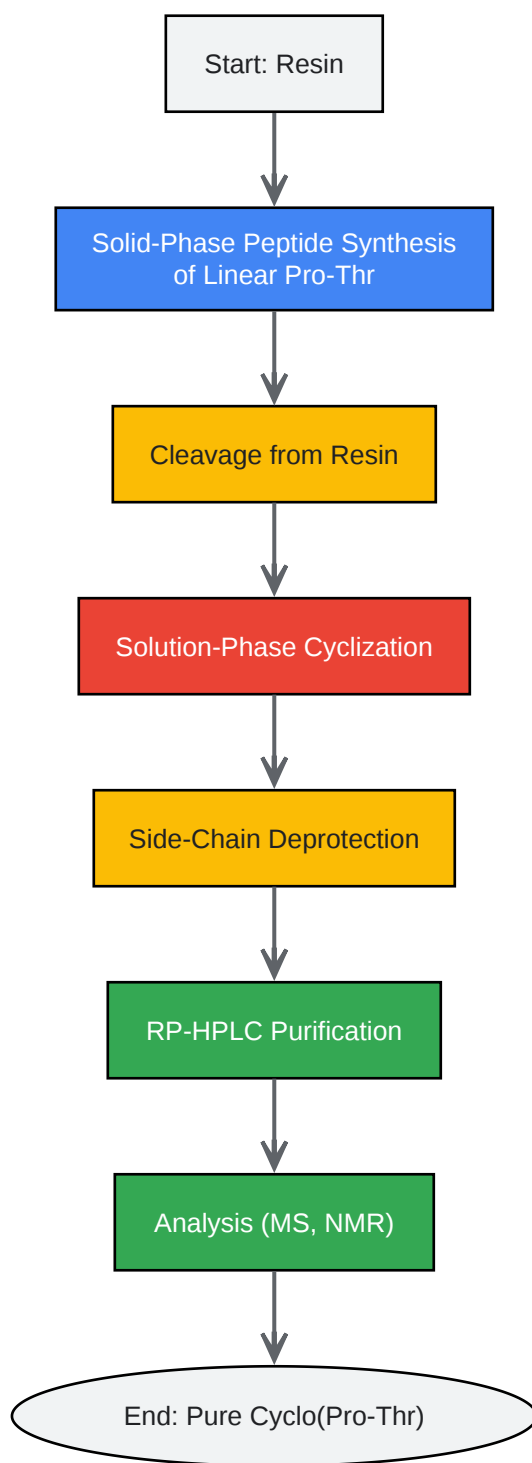 Start: Resin
Solid-Phase Peptide Synthesis
of Linear Pro-Thr
Cleavage from Resin
Solution-Phase Cyclization
Side-Chain Deprotection
RP-HPLC Purification
Analysis (MS, NMR)
End: Pure Cyclo(Pro-Thr)